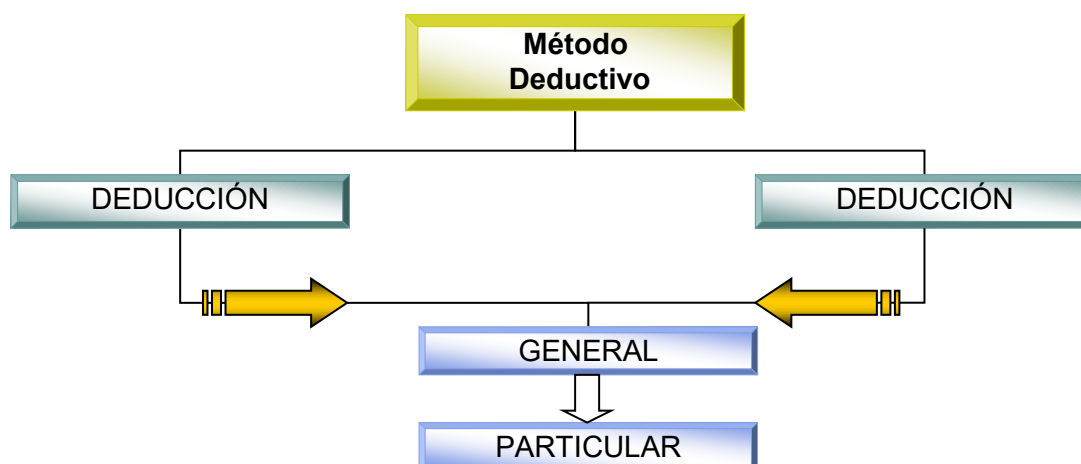 Método
Deductivo
DEDUCCIÓN
DEDUCCIÓN
GENERAL
PARTICULAR